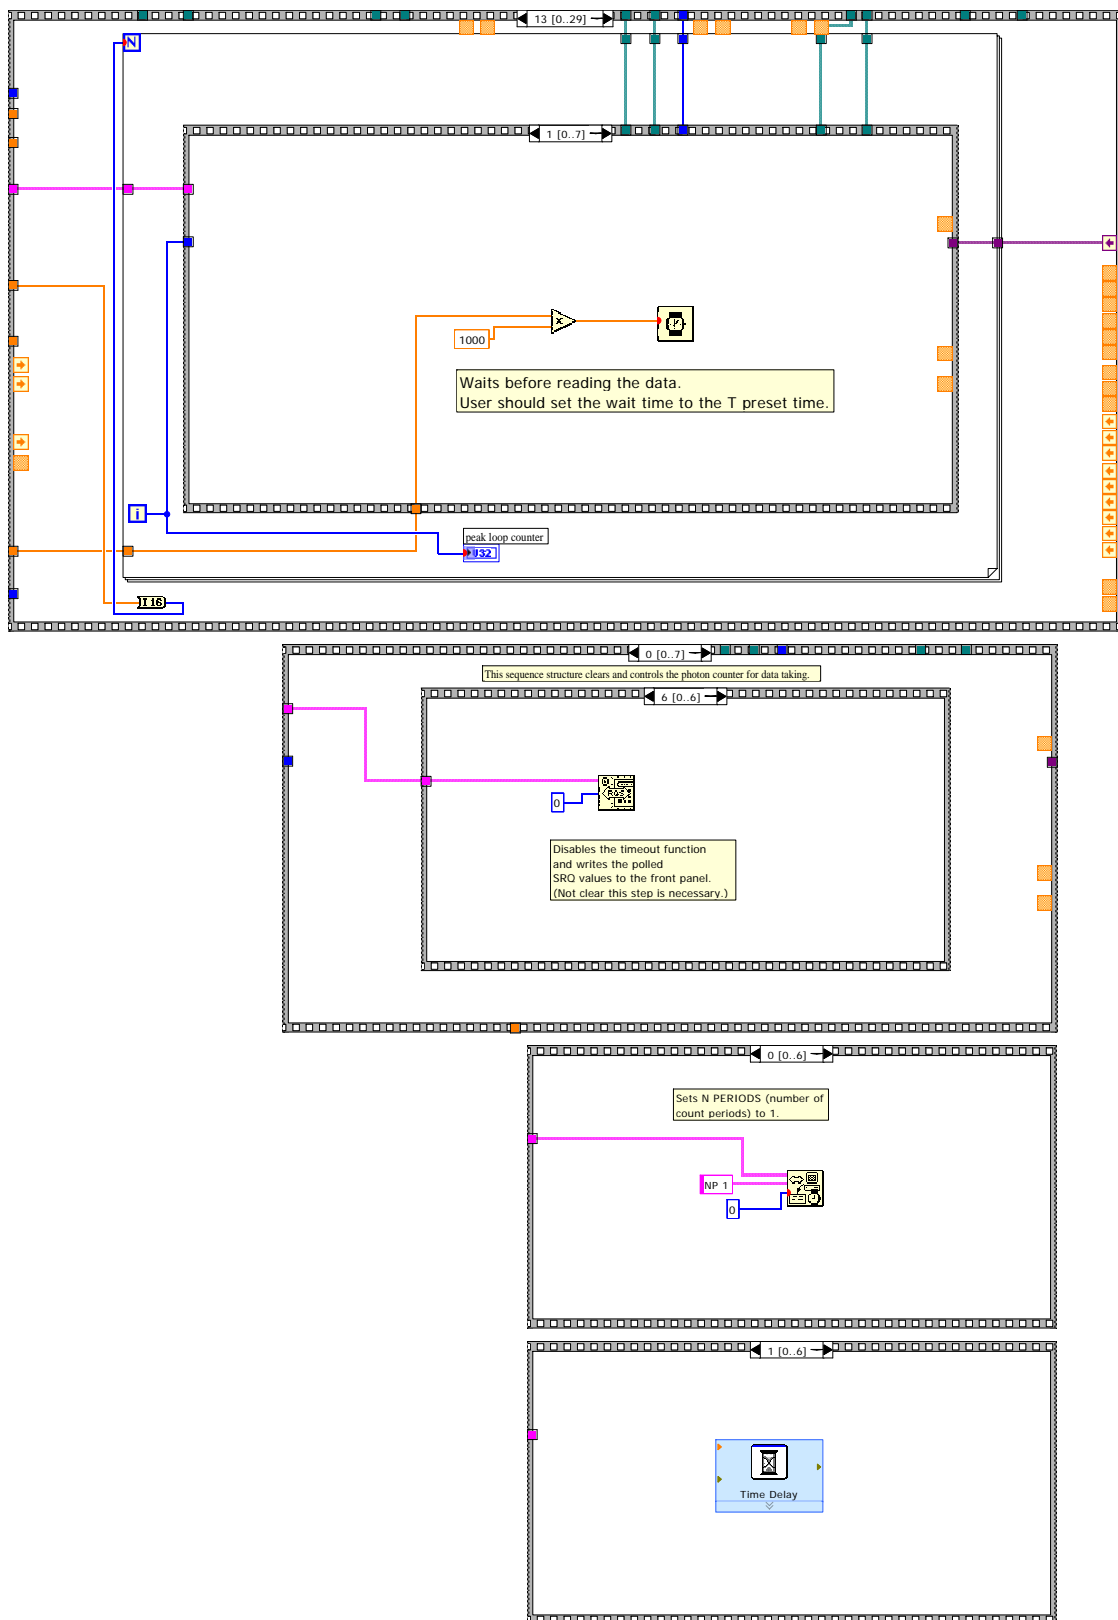 13 [0..29]
N
1 [0..7]
x
1000
Waits before reading the data.
User should set the wait time to the T preset time.
i
peak loop counter
I 16
0 [0..7]
This sequence structure clears and controls the photon counter for data taking.
6 [0..6]
0
Disables the timeout function
and writes the polled
SRQ values to the front panel.
(Not clear this step is necessary.)
0 [0..6]
Sets N PERIODS (number of
count periods) to 1.
NP 1
0
1 [0..6]
Time Delay